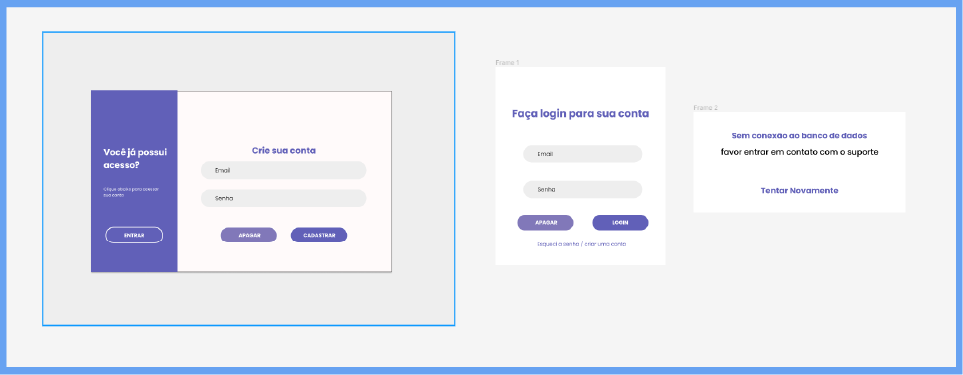 Você já possui
acesso?
Clique abaixo para acessar
sua conta
ENTRAR
Crie sua conta
Email
Senha
APAGAR
CADASTRAR
Frame 1
Faça login para sua conta
Email
Senha
APAGAR
LOGIN
Esqueci a senha / criar uma conta
Frame 2
Sem conexão ao banco de dados
favor entrar em contato com o suporte
Tentar Novamente